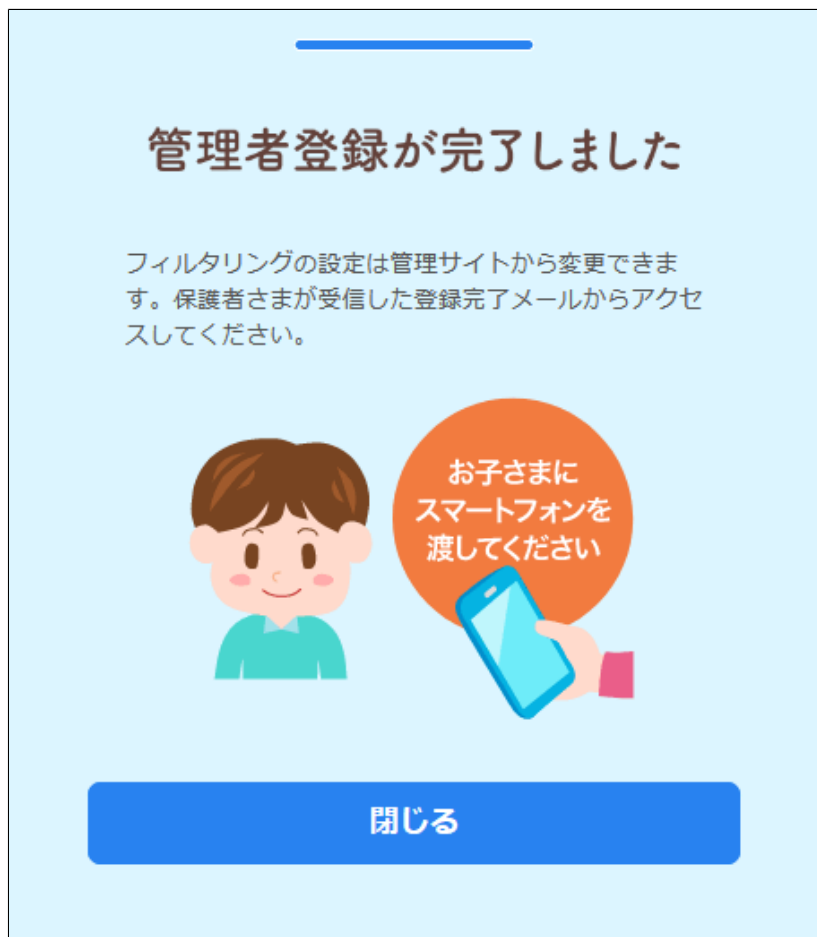 管理者登録が完了しました
フィルタリングの設定は管理サイトから変更できま
す。保護者さまが受信した登録完了メールからアクセ
スしてください。
お子さまに
スマートフォンを
渡してください
閉じる